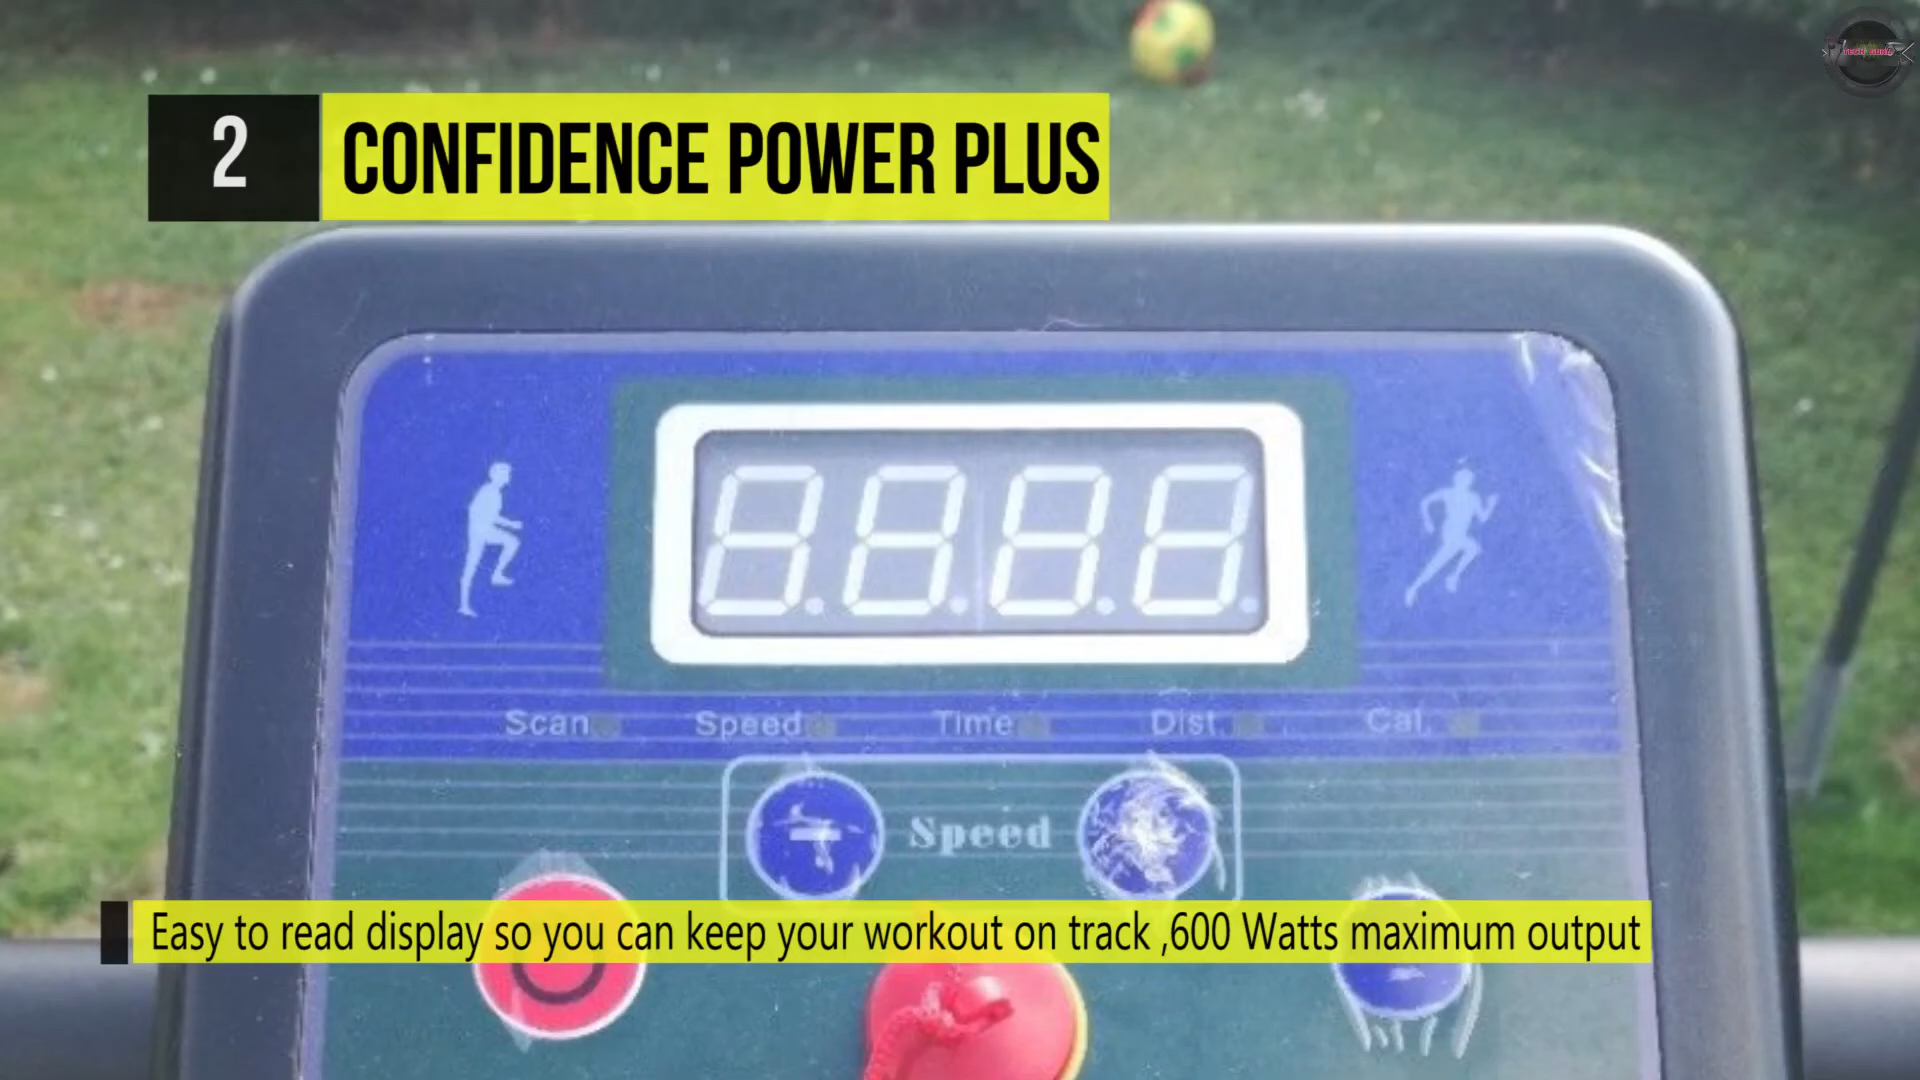 2 CONFIDENCE POWER PLUS
8.8.8.8.
Scan Speed Time Dist. Cal.
Speed
Easy to read display so you can keep your workout on track ,600 Watts maximum output